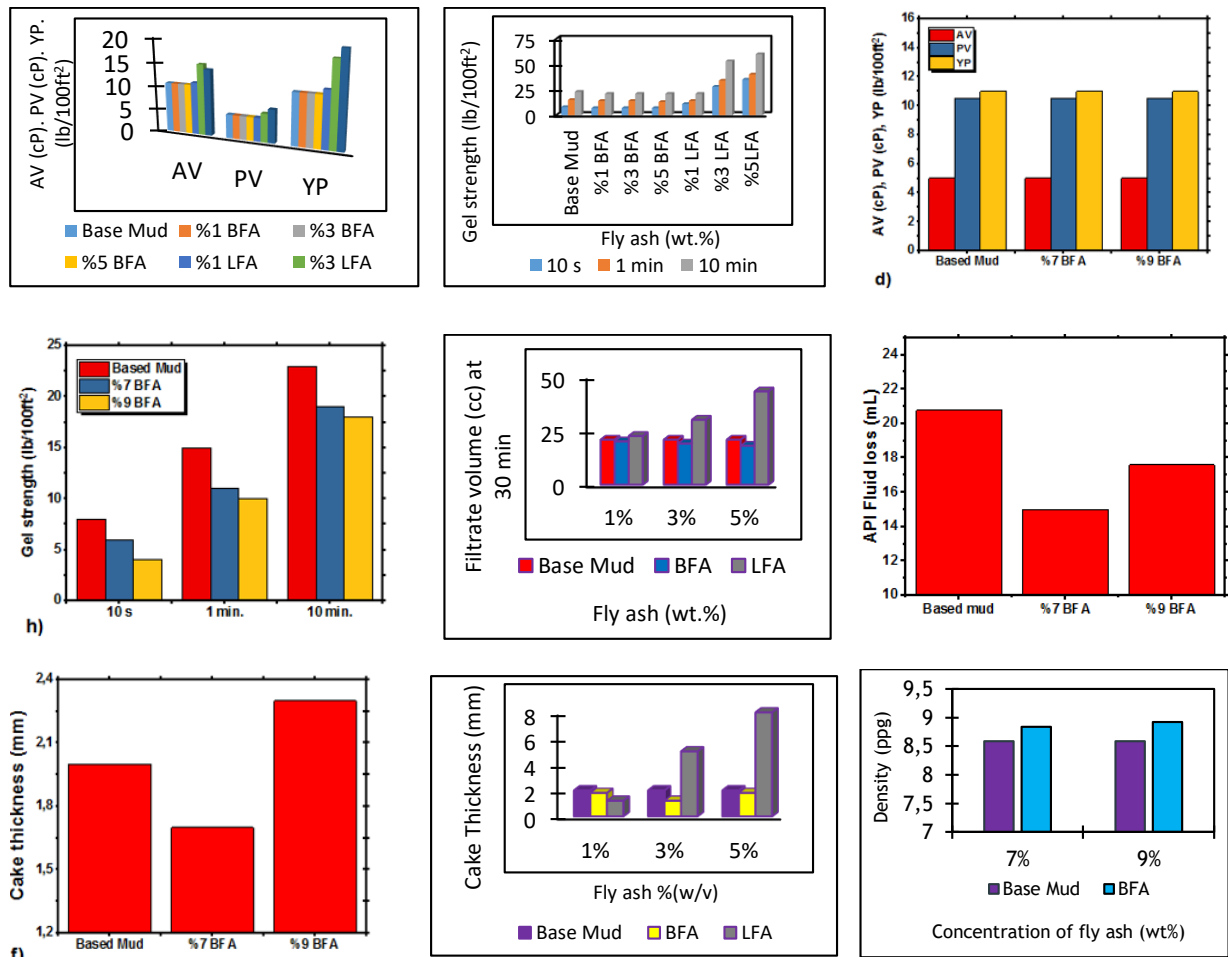 AV (cP). PV (cP). YP.
(lb/100ft²)
20
15
10
5
0
AV
PV
YP
Base Mud
%1 BFA
%3 BFA
%5 BFA
%1 LFA
%3 LFA
Gel strength (lb/100ft²)
75
50
25
0
Base Mud
%1 BFA
%3 BFA
%5 BFA
%1 LFA
%3 LFA
%5LFA
Fly ash (wt.%)
10 s
1 min
10 min
AV (cP), PV (cP), YP (lb/100ft²)
16
14
12
10
8
6
4
2
0
AV
PV
YP
Based Mud
%7 BFA
%9 BFA
d)
Gel strength (lb/100ft²)
25
20
15
10
5
0
Based Mud
%7 BFA
%9 BFA
10 s
1 min.
10 min.
h)
Filtrate volume (cc) at
30 min
50
25
0
1%
3%
5%
Base Mud
BFA
LFA
Fly ash (wt.%)
API Fluid loss (mL)
24
22
20
18
16
14
12
10
Based mud
%7 BFA
%9 BFA
Cake thickness (mm)
2,4
2,1
1,8
1,5
1,2
Based Mud
%7 BFA
%9 BFA
f)
Cake Thickness (mm)
8
6
4
2
0
1%
3%
5%
Fly ash %(w/v)
Base Mud
BFA
LFA
Density (ppg)
9,5
9
8,5
8
7,5
7
7%
9%
Base Mud
BFA
Concentration of fly ash (wt%)